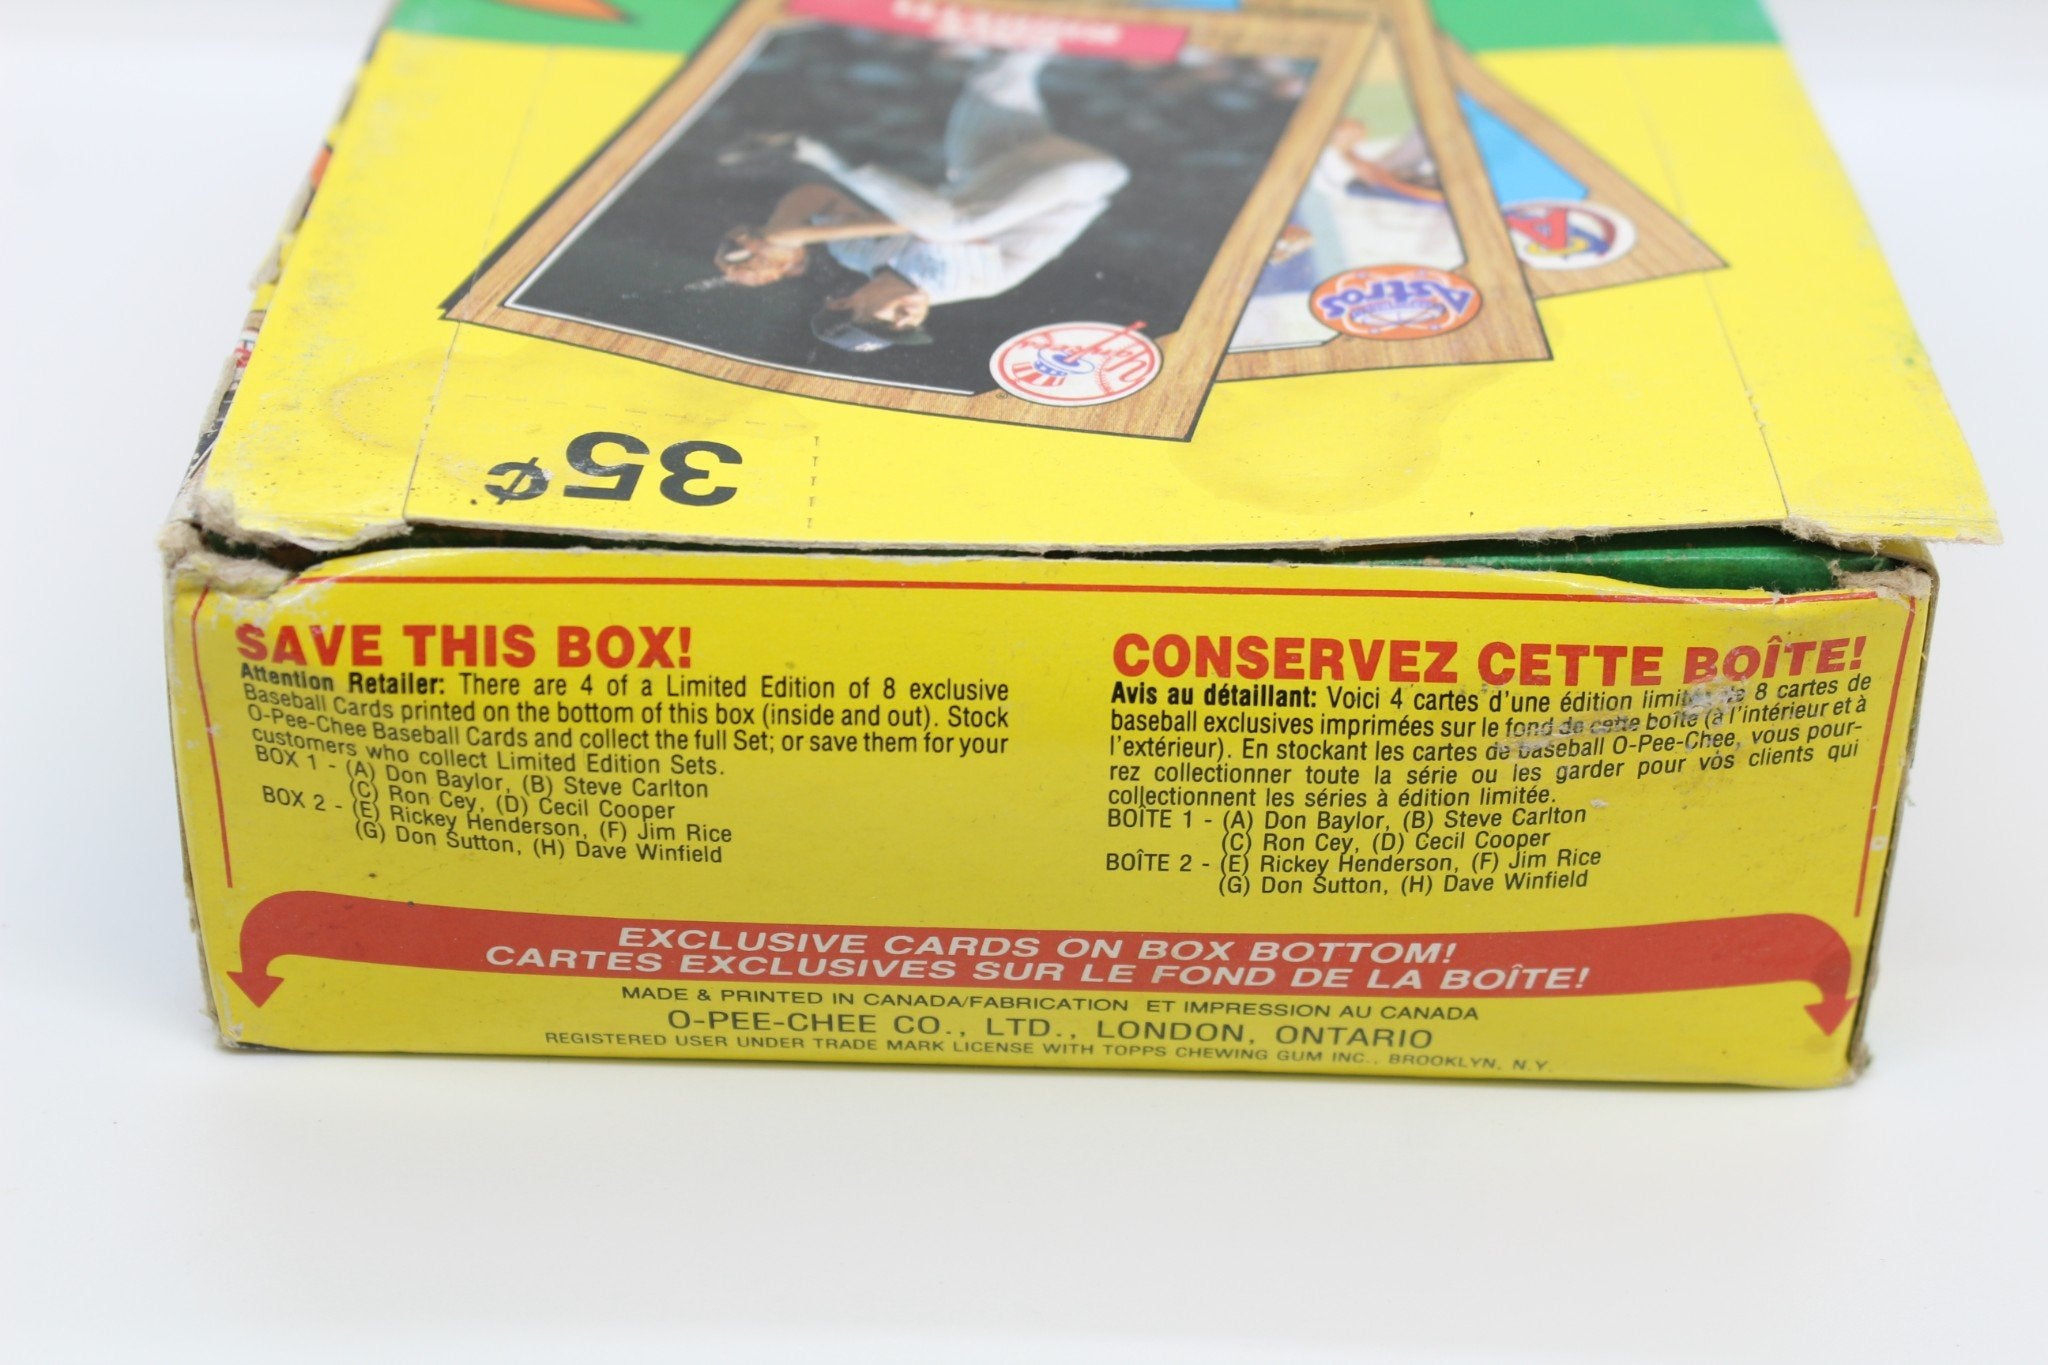 35¢
Yankees
Astros
SAVE THIS BOX!
Attention Retailer: There are 4 of a Limited Edition of 8 exclusive
Baseball Cards printed on the bottom of this box (inside and out). Stock
O-Pee-Chee Baseball Cards and collect the full Set; or save them for your
customers who collect Limited Edition Sets.
BOX 1 - (A) Don Baylor, (B) Steve Carlton
(C) Ron Cey, (D) Cecil Cooper
BOX 2 - (E) Rickey Henderson, (F) Jim Rice
(G) Don Sutton, (H) Dave Winfield
CONSERVEZ CETTE BOÎTE!
Avis au détaillant: Voici 4 cartes d'une édition limitée de 8 cartes de
baseball exclusives imprimées sur le fond de cette boîte (à l'intérieur et à
l'extérieur). En stockant les cartes de baseball O-Pee-Chee, vous pour-
rez collectionner toute la série ou les garder pour vos clients qui
collectionnent les séries à édition limitée.
BOÎTE 1 - (A) Don Baylor, (B) Steve Carlton
(C) Ron Cey, (D) Cecil Cooper
BOÎTE 2 - (E) Rickey Henderson, (F) Jim Rice
(G) Don Sutton, (H) Dave Winfield
EXCLUSIVE CARDS ON BOX BOTTOM!
CARTES EXCLUSIVES SUR LE FOND DE LA BOÎTE!
MADE & PRINTED IN CANADA/FABRICATION ET IMPRESSION AU CANADA
O-PEE-CHEE CO., LTD., LONDON, ONTARIO
REGISTERED USER UNDER TRADE MARK LICENSE WITH TOPPS CHEWING GUM INC., BROOKLYN, N.Y.